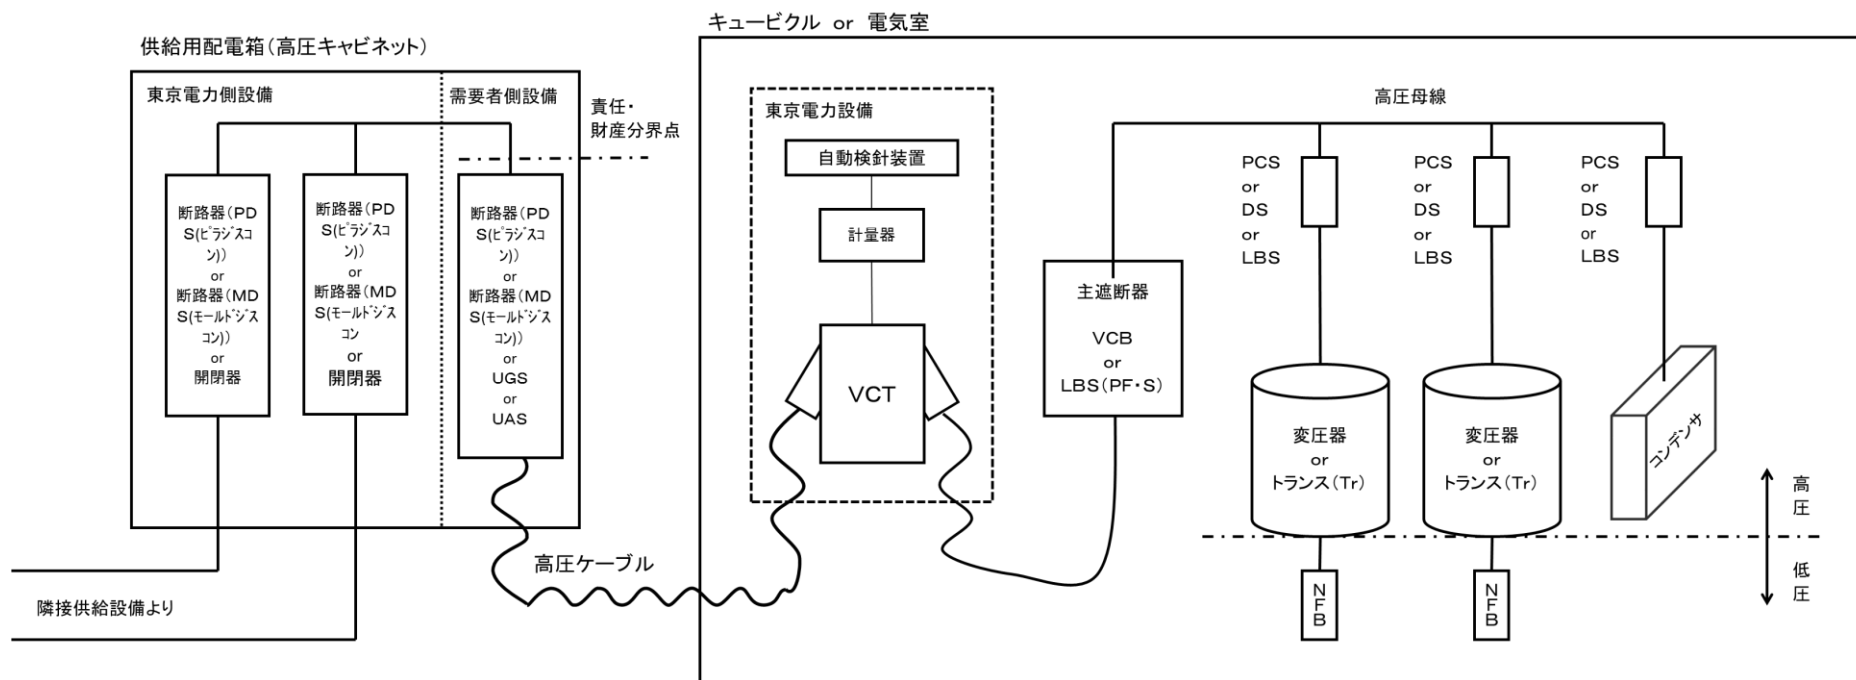 キュービクル or 電気室
供給用配電箱(高圧キャビネット)
東京電力側設備
需要者側設備
責任・
財産分界点
断路器(PD
S(ピラジスコ
ン))
or
断路器(MD
S(モールドジス
コン))
or
開閉器
断路器(PD
S(ピラジスコ
ン))
or
断路器(MD
S(モールドジス
コン
or
開閉器
断路器(PD
S(ピラジスコ
ン))
or
断路器(MD
S(モールドジス
コン))
or
UGS
or
UAS
隣接供給設備より
高圧ケーブル
東京電力設備
自動検針装置
計量器
VCT
主遮断器
VCB
or
LBS(PF・S)
高圧母線
PCS
or
DS
or
LBS
PCS
or
DS
or
LBS
PCS
or
DS
or
LBS
変圧器
or
トランス(Tr)
変圧器
or
トランス(Tr)
コンデンサ
高圧
低圧
NFB
NFB